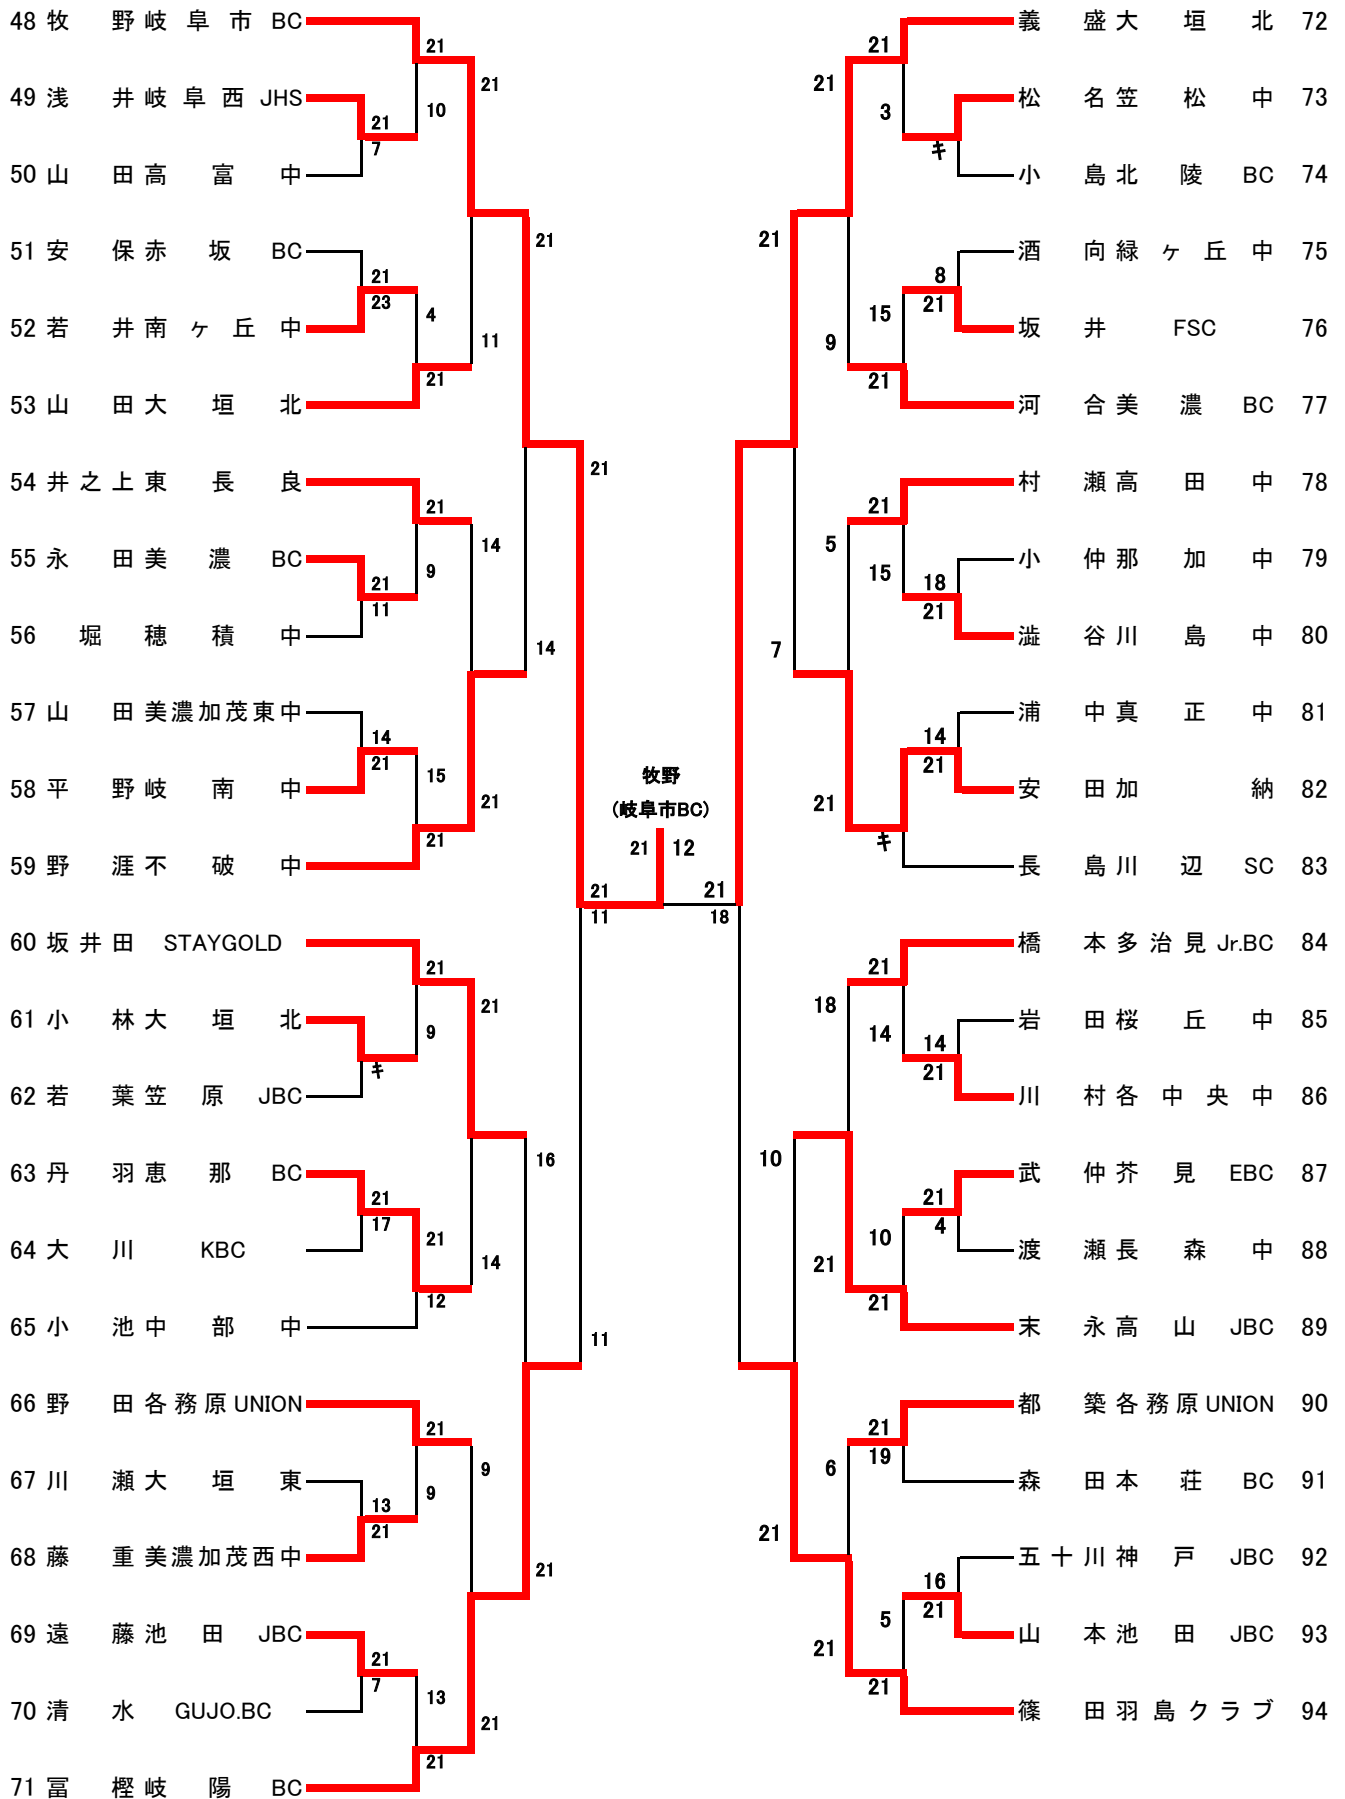 48 牧 野 岐 阜 市 BC
21
49 浅 井 岐 阜 西 JHS
21
10
21
7
50 山 田 高 富 中
51 安 保 赤 坂 BC
21
21
23
4
52 若 井 南 ヶ 丘 中
11
21
53 山 田 大 垣 北
21
54 井 之 上 東 長 良
21
14
55 永 田 美 濃 BC
9
21
11
56 堀 穂 積 中
14
57 山 田 美濃加茂東中
14
21
15
58 平 野 岐 南 中
21
21
59 野 涯 不 破 中
21
11
60 坂 井 田 STAYGOLD
21
21
61 小 林 大 垣 北
9
キ
62 若 葉 笠 原 JBC
16
63 丹 羽 恵 那 BC
21
17
21
64 大 川 KBC
14
12
65 小 池 中 部 中
11
66 野 田 各務原UNION
21
9
67 川 瀬 大 垣 東
9
13
21
68 藤 重 美濃加茂西中
21
69 遠 藤 池 田 JBC
21
7
13
70 清 水 GUJO.BC
21
21
71 冨 樫 岐 陽 BC
牧野
(岐阜市BC)
21 12
義 盛 大 垣 北 72
21
21
松 名 笠 松 中 73
3
キ
小 島 北 陵 BC 74
21
酒 向 緑 ヶ 丘 中 75
8
21
15
坂 井 FSC 76
9
21
河 合 美 濃 BC 77
村 瀬 高 田 中 78
21
5
小 仲 那 加 中 79
15
18
21
澁 谷 川 島 中 80
7
浦 中 真 正 中 81
14
21
安 田 加 納 82
21
キ
長 島 川 辺 SC 83
21
18
橋 本 多 治 見 Jr.BC 84
21
18
岩 田 桜 丘 中 85
14
14
21
川 村 各 中 央 中 86
10
武 仲 芥 見 EBC 87
21
4
10
渡 瀬 長 森 中 88
21
21
末 永 高 山 JBC 89
都 築 各務原UNION 90
21
19
6
森 田 本 荘 BC 91
21
五 十 川 神 戸 JBC 92
16
21
5
山 本 池 田 JBC 93
21
21
篠 田 羽 島 ク ラ ブ 94